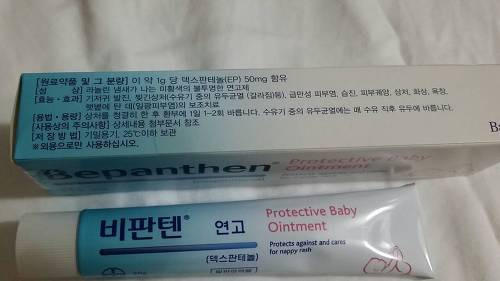 [원료약품 및 그 분량] 이 약 1g 당 덱스판테놀(EP) 50mg 함유
[성 상] 라놀린 냄새가 나는 미황색의 불투명한 연고제
[효능·효과] 기저귀 발진, 찢긴상처(수유기 중의 유두균열 (갈라짐)등), 급만성 피부염, 습진, 피부궤양, 상처, 화상, 욕창,
햇볕에 탄 데(일광피부염)의 보조치료
[용법·용량] 상처를 청결히 한 후 환부에 1일 1~2회 바릅니다. 수유기 중의 유두균열에는 매 수유 직후 유두에 바릅니다.
[사용상의 주의사항] 상세내용 첨부문서 참조
[저 장 방 법] 기밀용기, 25℃이하 보관
※외용으로만 사용하십시오.
Bepanthen®
Protective Baby
Ointment
비판텐® 연고
(덱스판테놀)
Protective Baby
Ointment
Protects against and cares
for nappy rash
일반의약품